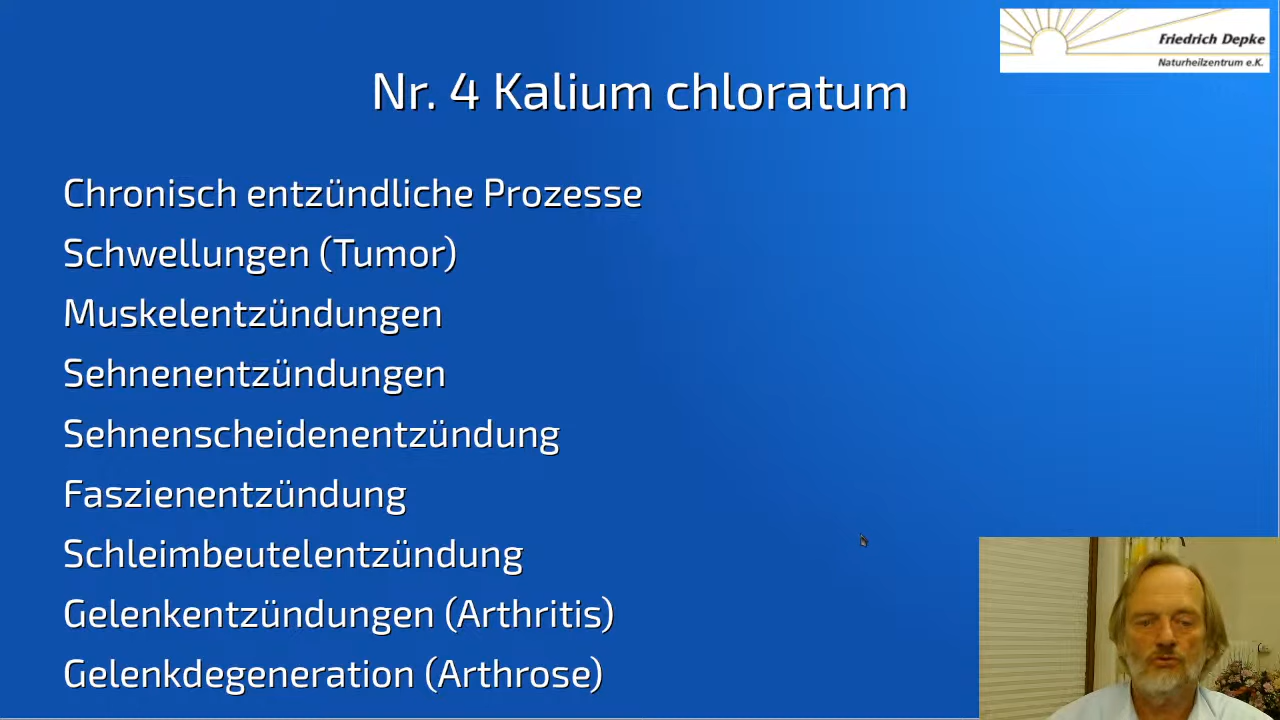 Friedrich Depke
Naturheilzentrum e.K.
Nr. 4 Kalium chloratum
Chronisch entzündliche Prozesse
Schwellungen (Tumor)
Muskelentzündungen
Sehnenentzündungen
Sehnenscheidenentzündung
Faszienentzündung
Schleimbeutelentzündung
Gelenkentzündungen (Arthritis)
Gelenkdegeneration (Arthrose)